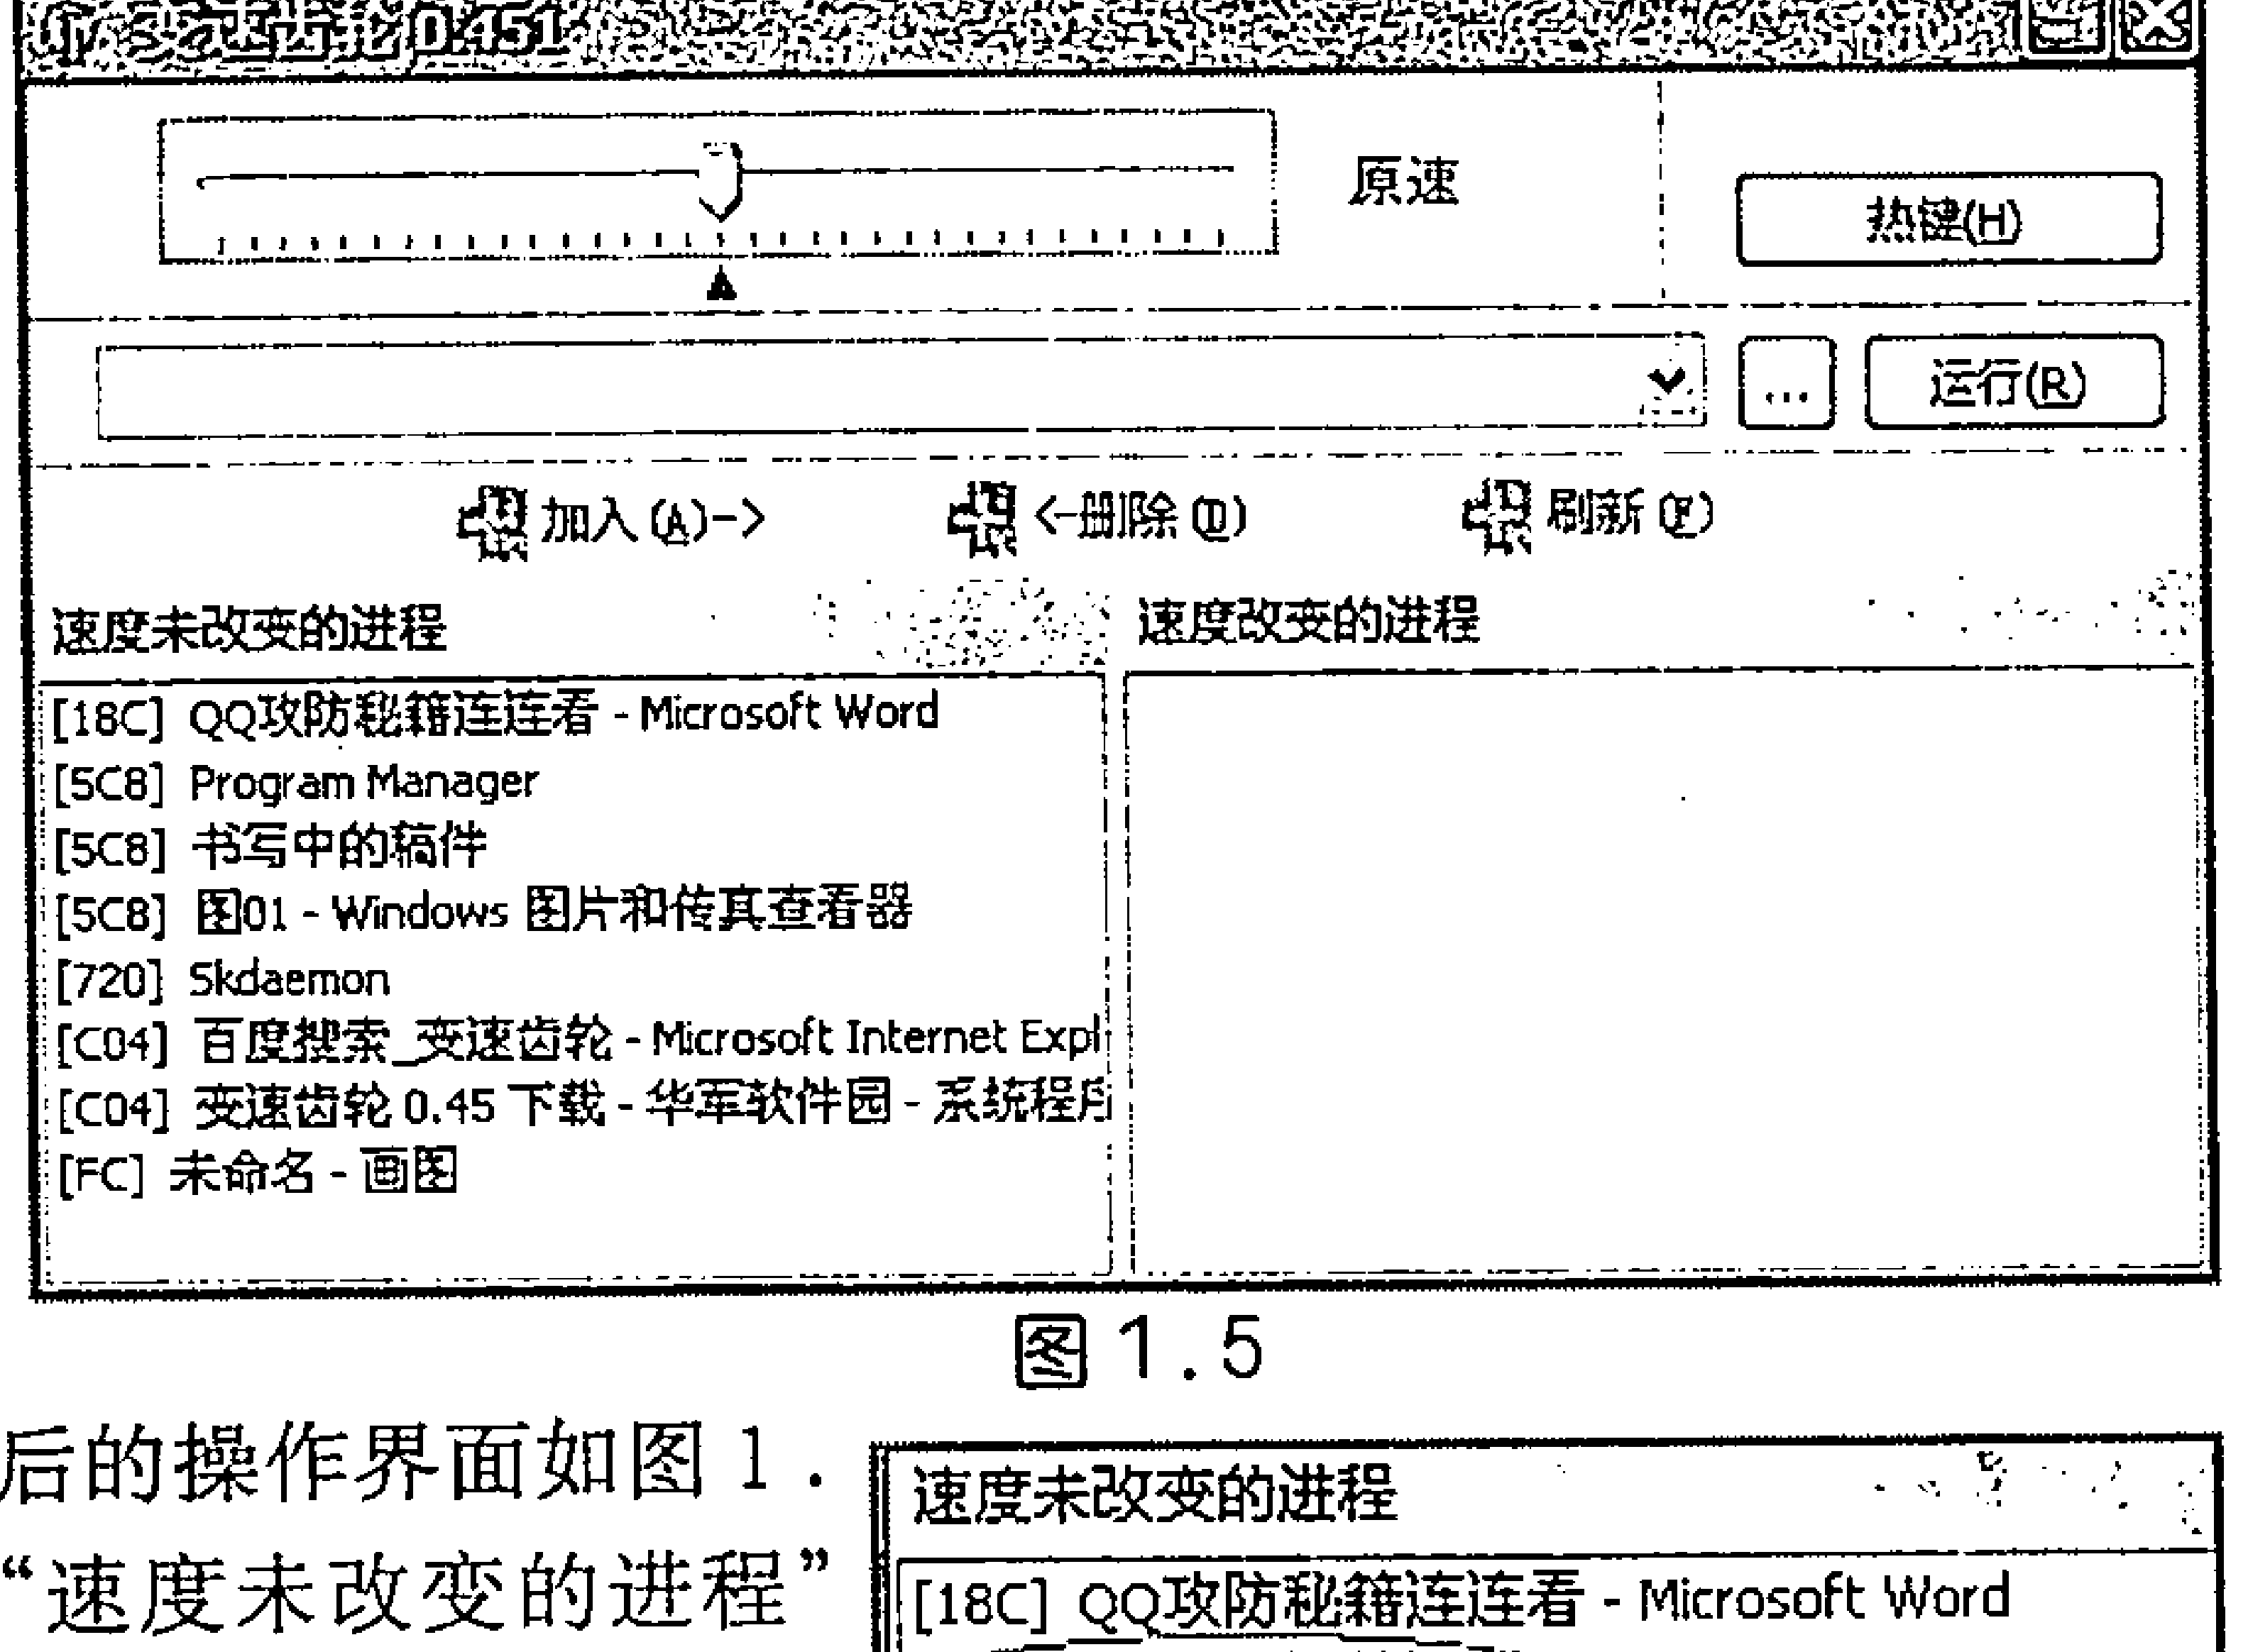 变速齿轮 0.451
原速
热键(H)
...
运行(R)
加入(A)-> <-删除(D) 刷新(F)
速度未改变的进程
速度改变的进程
[18C] QQ攻防秘籍连连看 - Microsoft Word
[5C8] Program Manager
[5C8] 书写中的稿件
[5C8] 图01 - Windows 图片和传真查看器
[720] Skdaemon
[C04] 百度搜索_变速齿轮 - Microsoft Internet Expl
[C04] 变速齿轮 0.45 下载 - 华军软件园 - 系统程序
[FC] 未命名 - 画图
图 1.5
后的操作界面如图 1.
“速度未改变的进程”
速度未改变的进程
[18C] QQ攻防秘籍连连看 - Microsoft Word